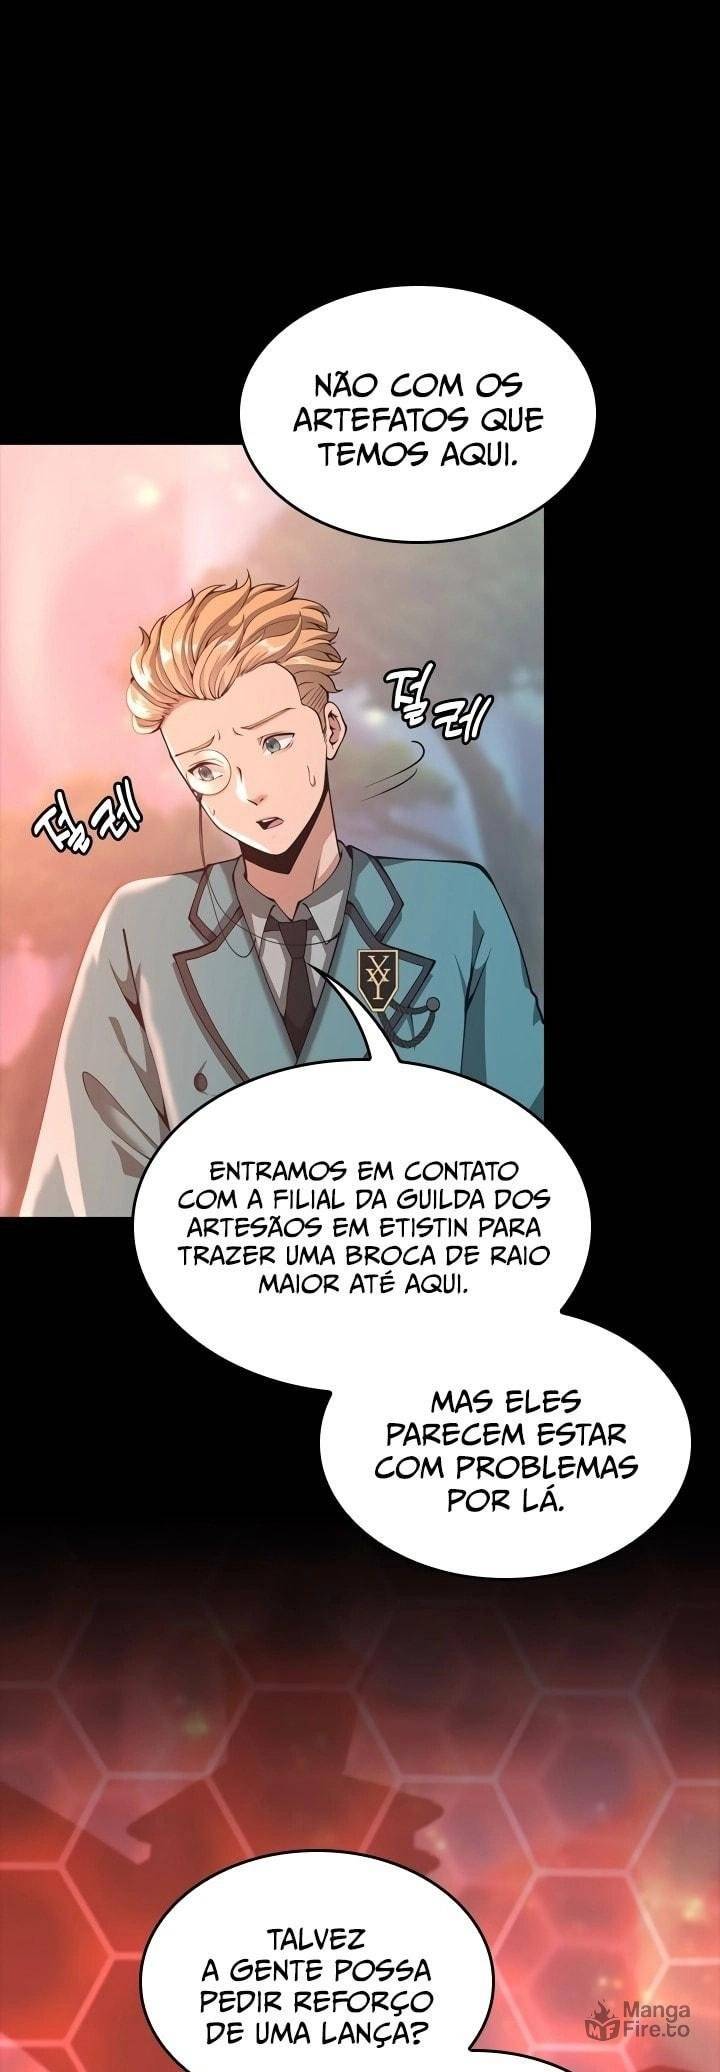 NÃO COM OS
ARTEFATOS QUE
TEMOS AQUI.
절레
절레
ENTRAMOS EM CONTATO
COM A FILIAL DA GUILDA DOS
ARTESÃOS EM ETISTIN PARA
TRAZER UMA BROCA DE RAIO
MAIOR ATÉ AQUI.
MAS ELES
PARECEM ESTAR
COM PROBLEMAS
POR LÁ.
TALVEZ
A GENTE POSSA
PEDIR REFORÇO
DE UMA LANÇA?
Manga
Fire.to